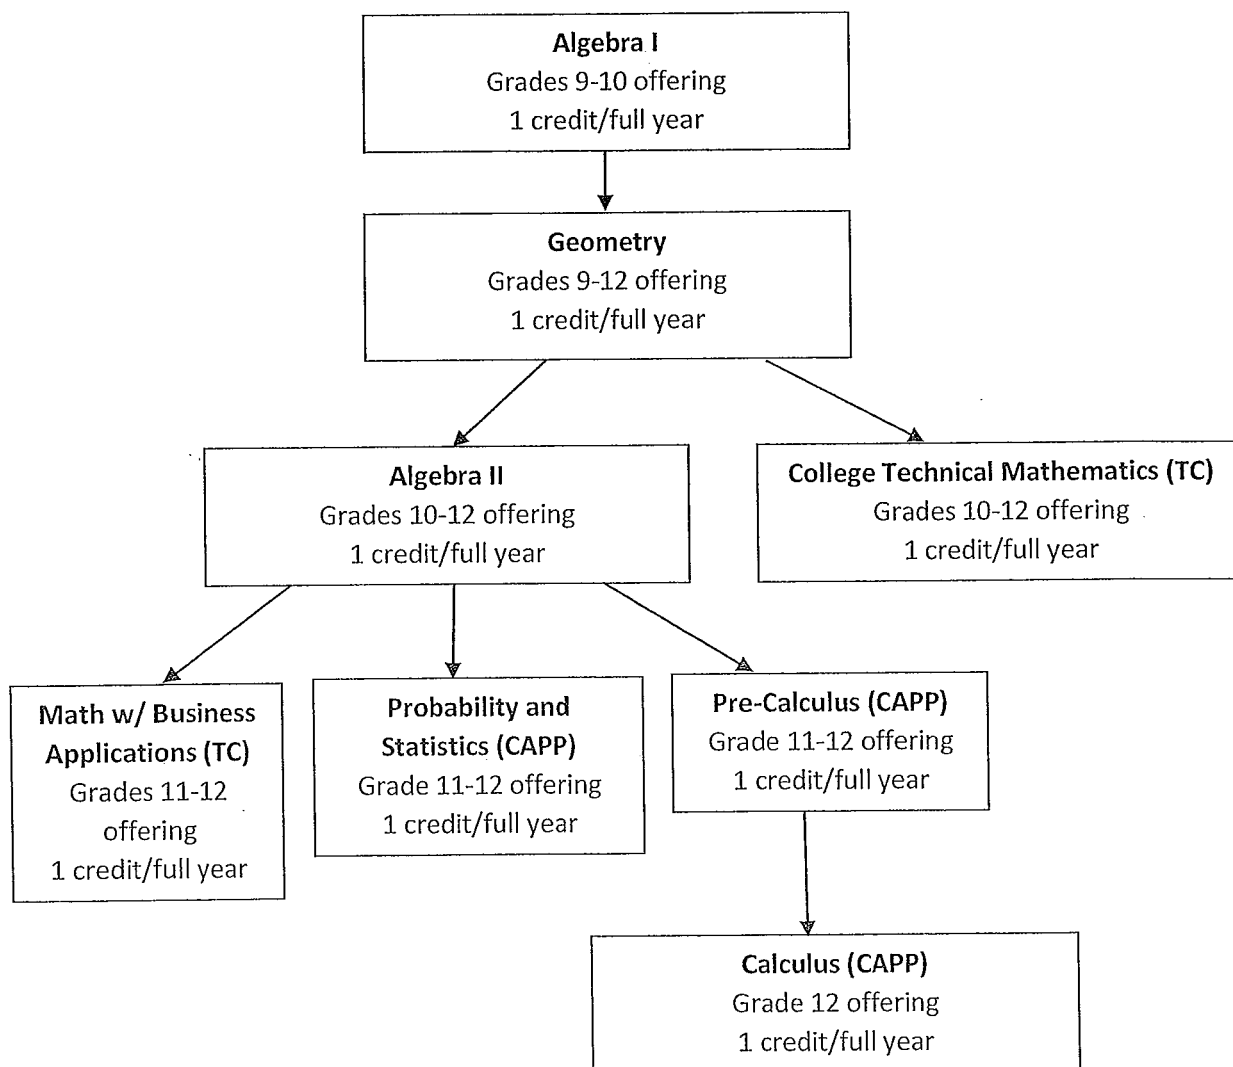 Algebra I
Grades 9-10 offering
1 credit/full year
Geometry
Grades 9-12 offering
1 credit/full year
Algebra II
Grades 10-12 offering
1 credit/full year
College Technical Mathematics (TC)
Grades 10-12 offering
1 credit/full year
Math w/ Business
Applications (TC)
Grades 11-12
offering
1 credit/full year
Probability and
Statistics (CAPP)
Grade 11-12 offering
1 credit/full year
Pre-Calculus (CAPP)
Grade 11-12 offering
1 credit/full year
Calculus (CAPP)
Grade 12 offering
1 credit/full year